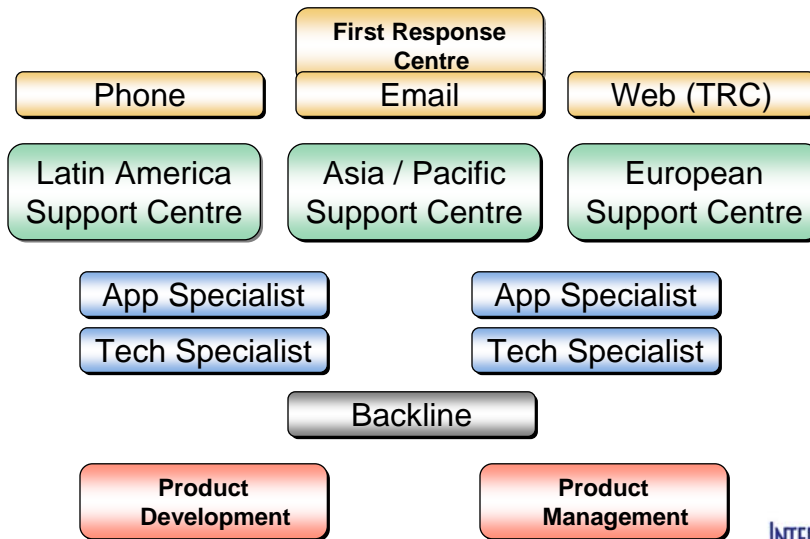 First Response
Centre
Phone
Email
Web (TRC)
Latin America
Support Centre
Asia / Pacific
Support Centre
European
Support Centre
App Specialist
App Specialist
Tech Specialist
Tech Specialist
Backline
Product
Development
Product
Management